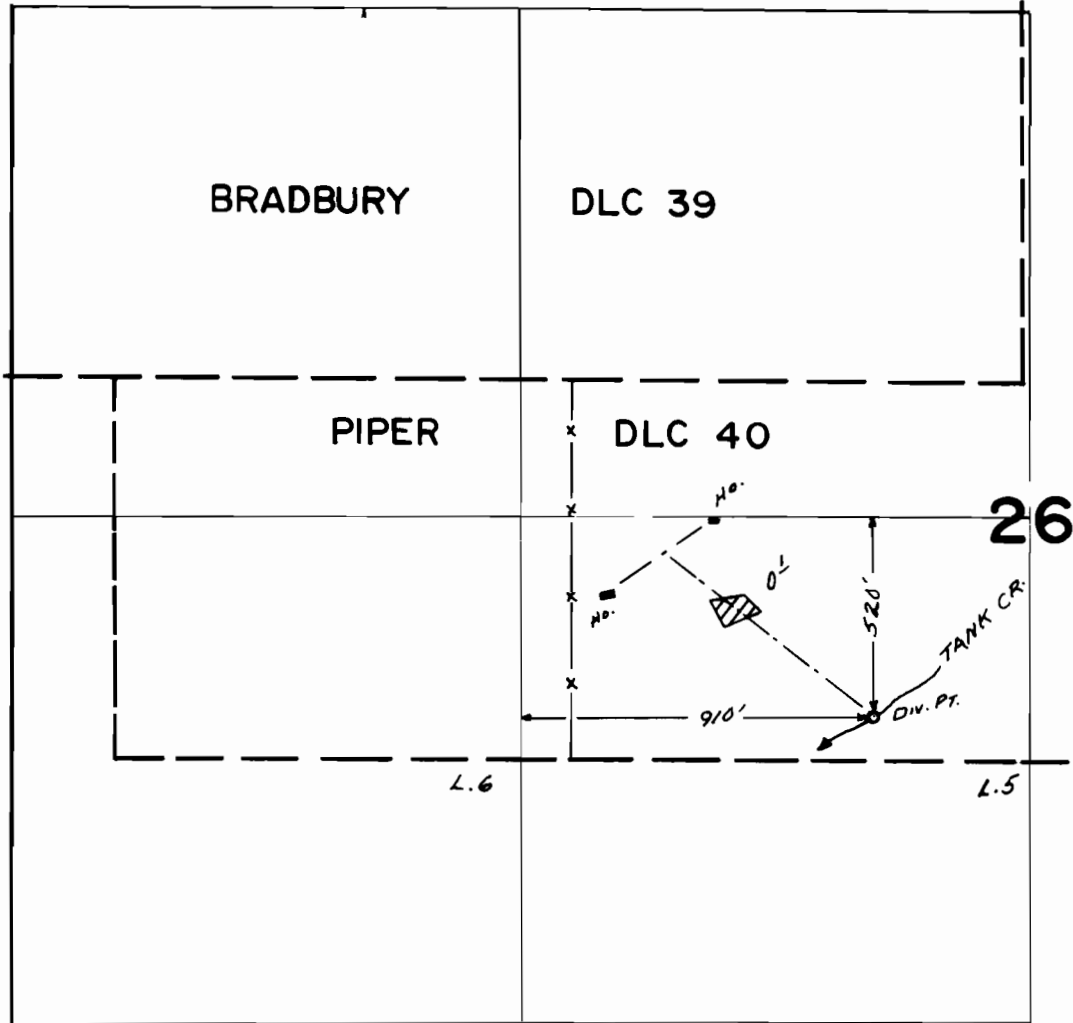 BRADBURY DLC 39
PIPER DLC 40
HO.
26
HO.
520'
TANK CR.
910'
DIV. PT.
L.6
L.5